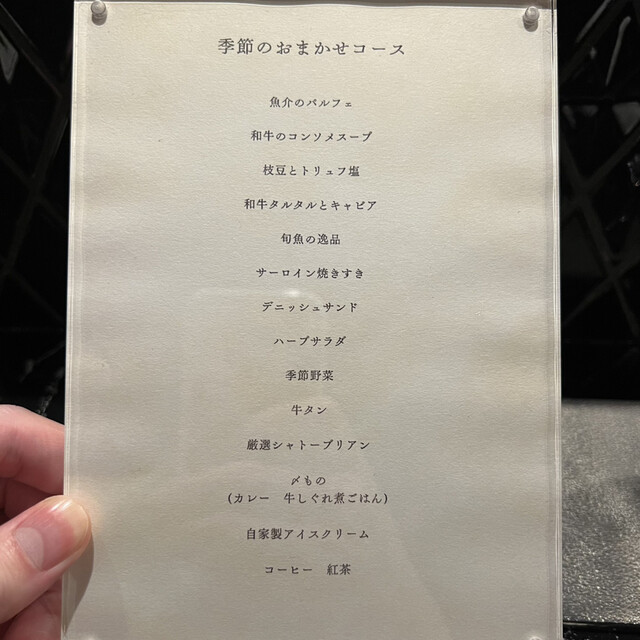 季節のおまかせコース
魚介のパルフェ
和牛のコンソメスープ
枝豆とトリュフ塩
和牛タルタルとキャビア
旬魚の逸品
サーロイン焼きすき
デニッシュサンド
ハーブサラダ
季節野菜
牛タン
厳選シャトーブリアン
〆もの
(カレー　牛しぐれ煮ごはん)
自家製アイスクリーム
コーヒー　紅茶